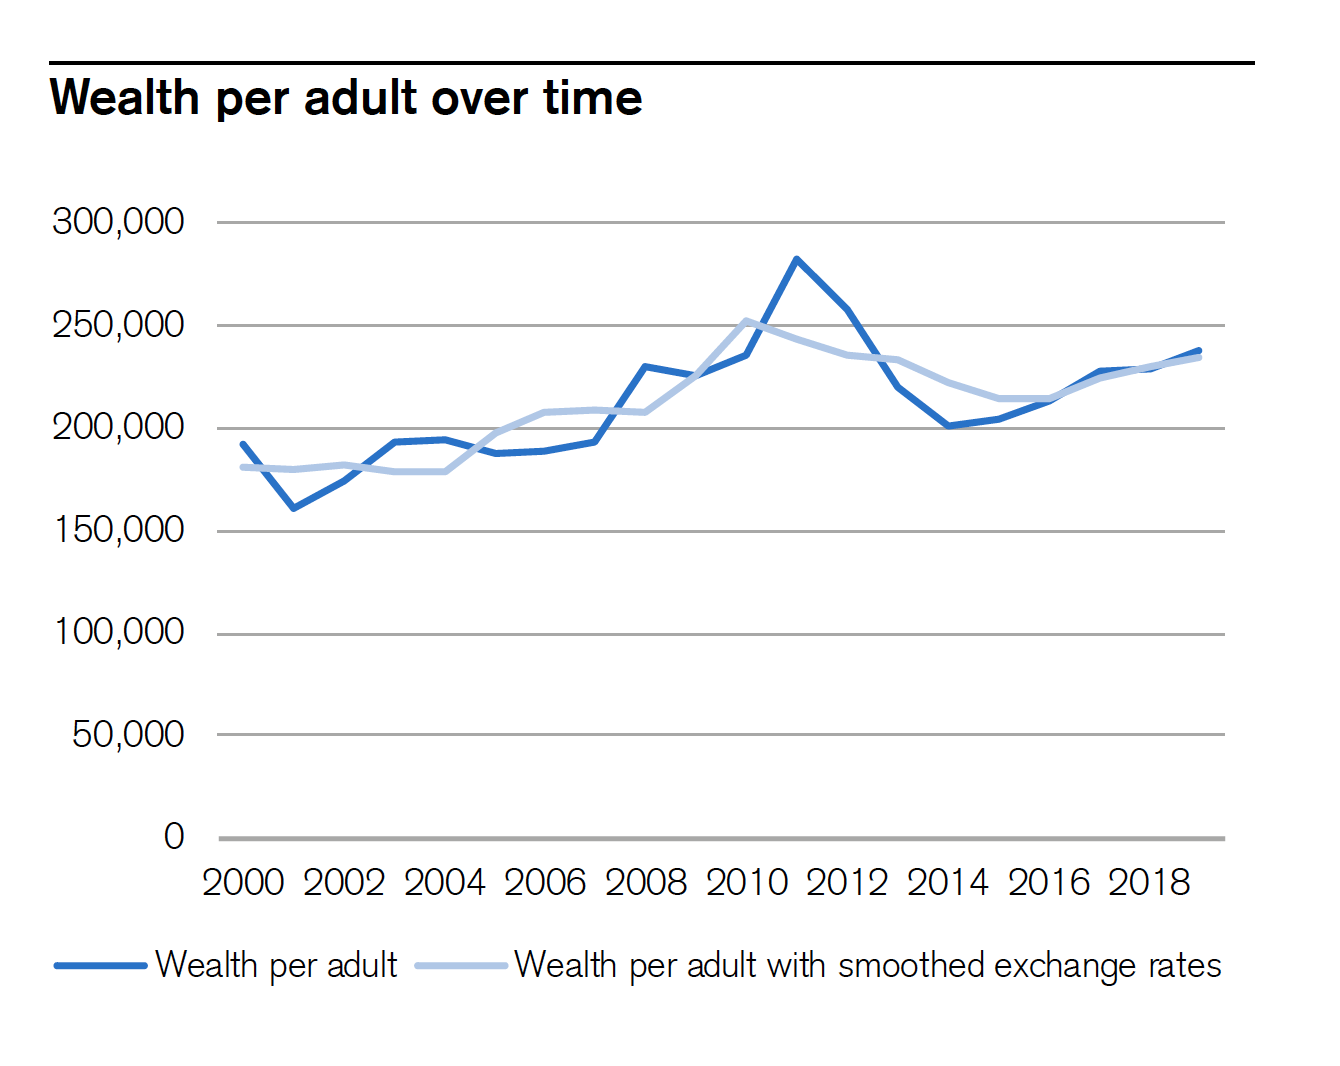 Wealth per adult over time
300,000
250,000
200,000
150,000
100,000
50,000
0
2000 2002 2004 2006 2008 2010 2012 2014 2016 2018
Wealth per adult Wealth per adult with smoothed exchange rates